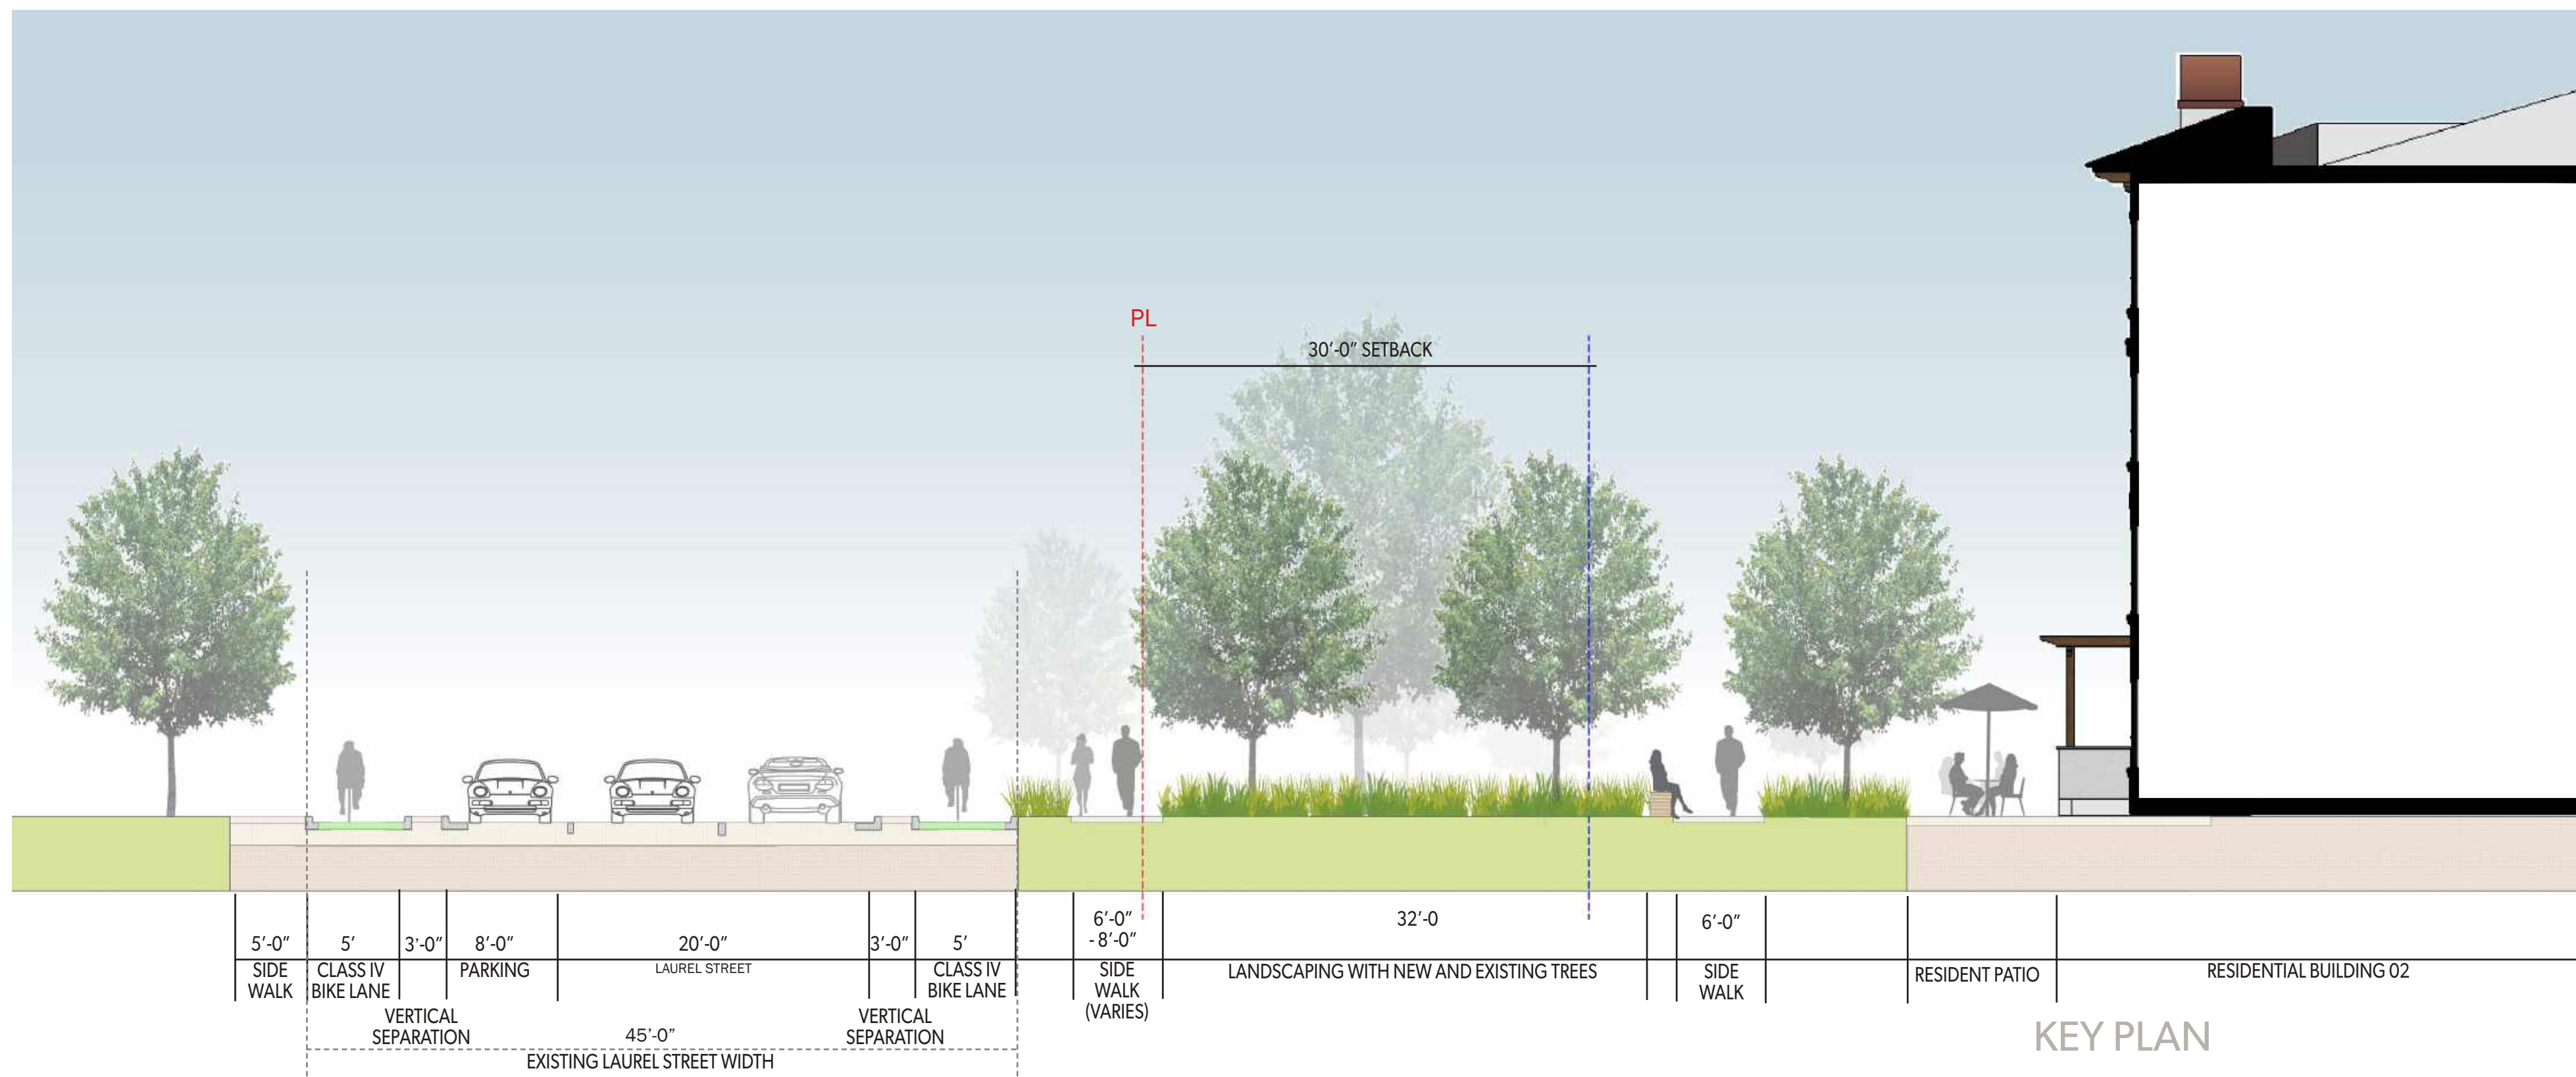 PL
30'-0" SETBACK
5'-0"
5'
3'-0"
8'-0"
20'-0"
3'-0"
5'
6'-0"
- 8'-0"
32'-0
6'-0"
SIDE
WALK
CLASS IV
BIKE LANE
PARKING
LAUREL STREET
CLASS IV
BIKE LANE
SIDE
WALK
(VARIES)
LANDSCAPING WITH NEW AND EXISTING TREES
SIDE
WALK
RESIDENT PATIO
RESIDENTIAL BUILDING 02
VERTICAL
SEPARATION
VERTICAL
SEPARATION
45'-0"
EXISTING LAUREL STREET WIDTH
KEY PLAN